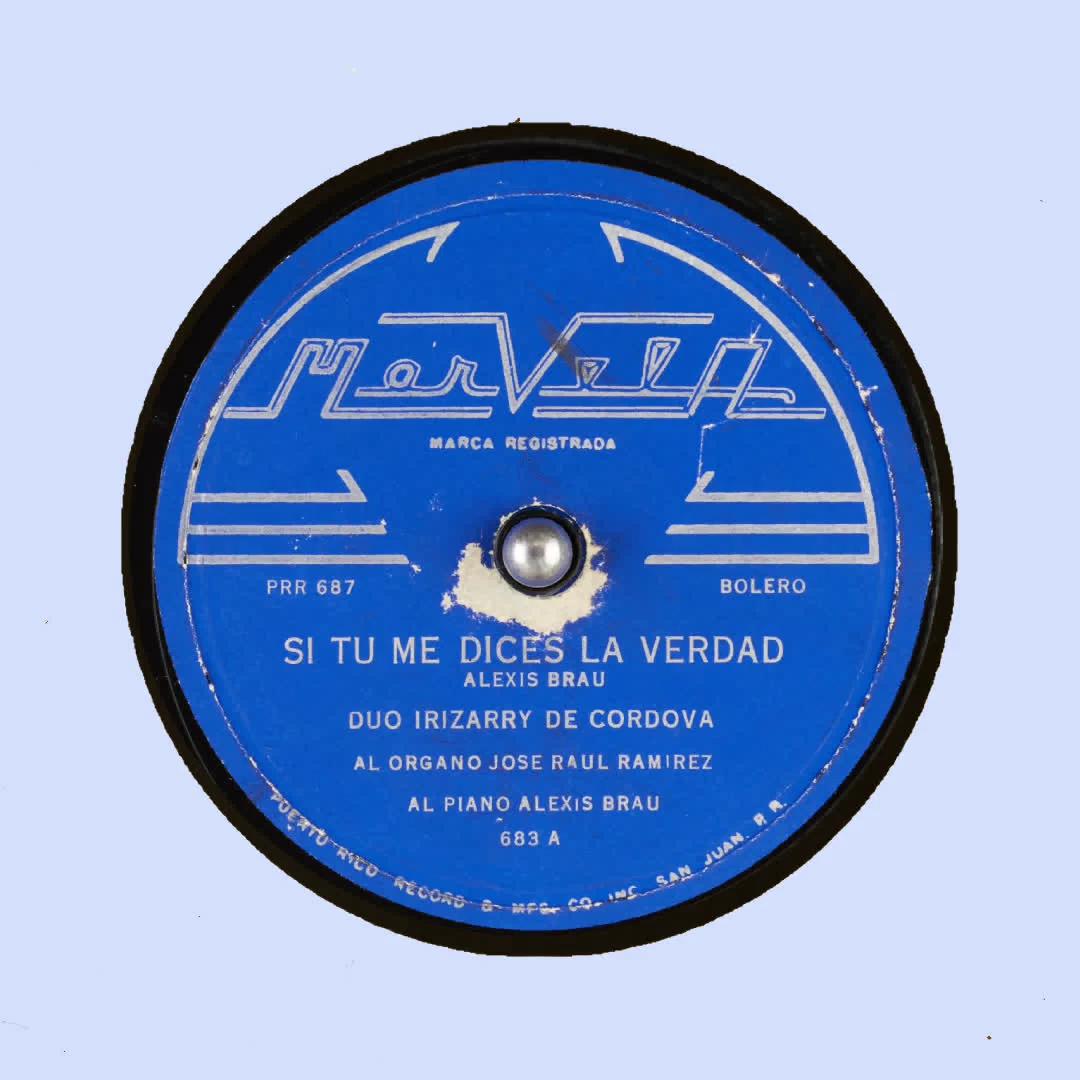 Marvela
MARCA REGISTRADA
PRR 687
BOLERO
SI TU ME DICES LA VERDAD
ALEXIS BRAU
DUO IRIZARRY DE CORDOVA
AL ORGANO JOSE RAUL RAMIREZ
AL PIANO ALEXIS BRAU
683 A
PUERTO RICO RECORD & MFG. CO. INC. SAN JUAN P.R.